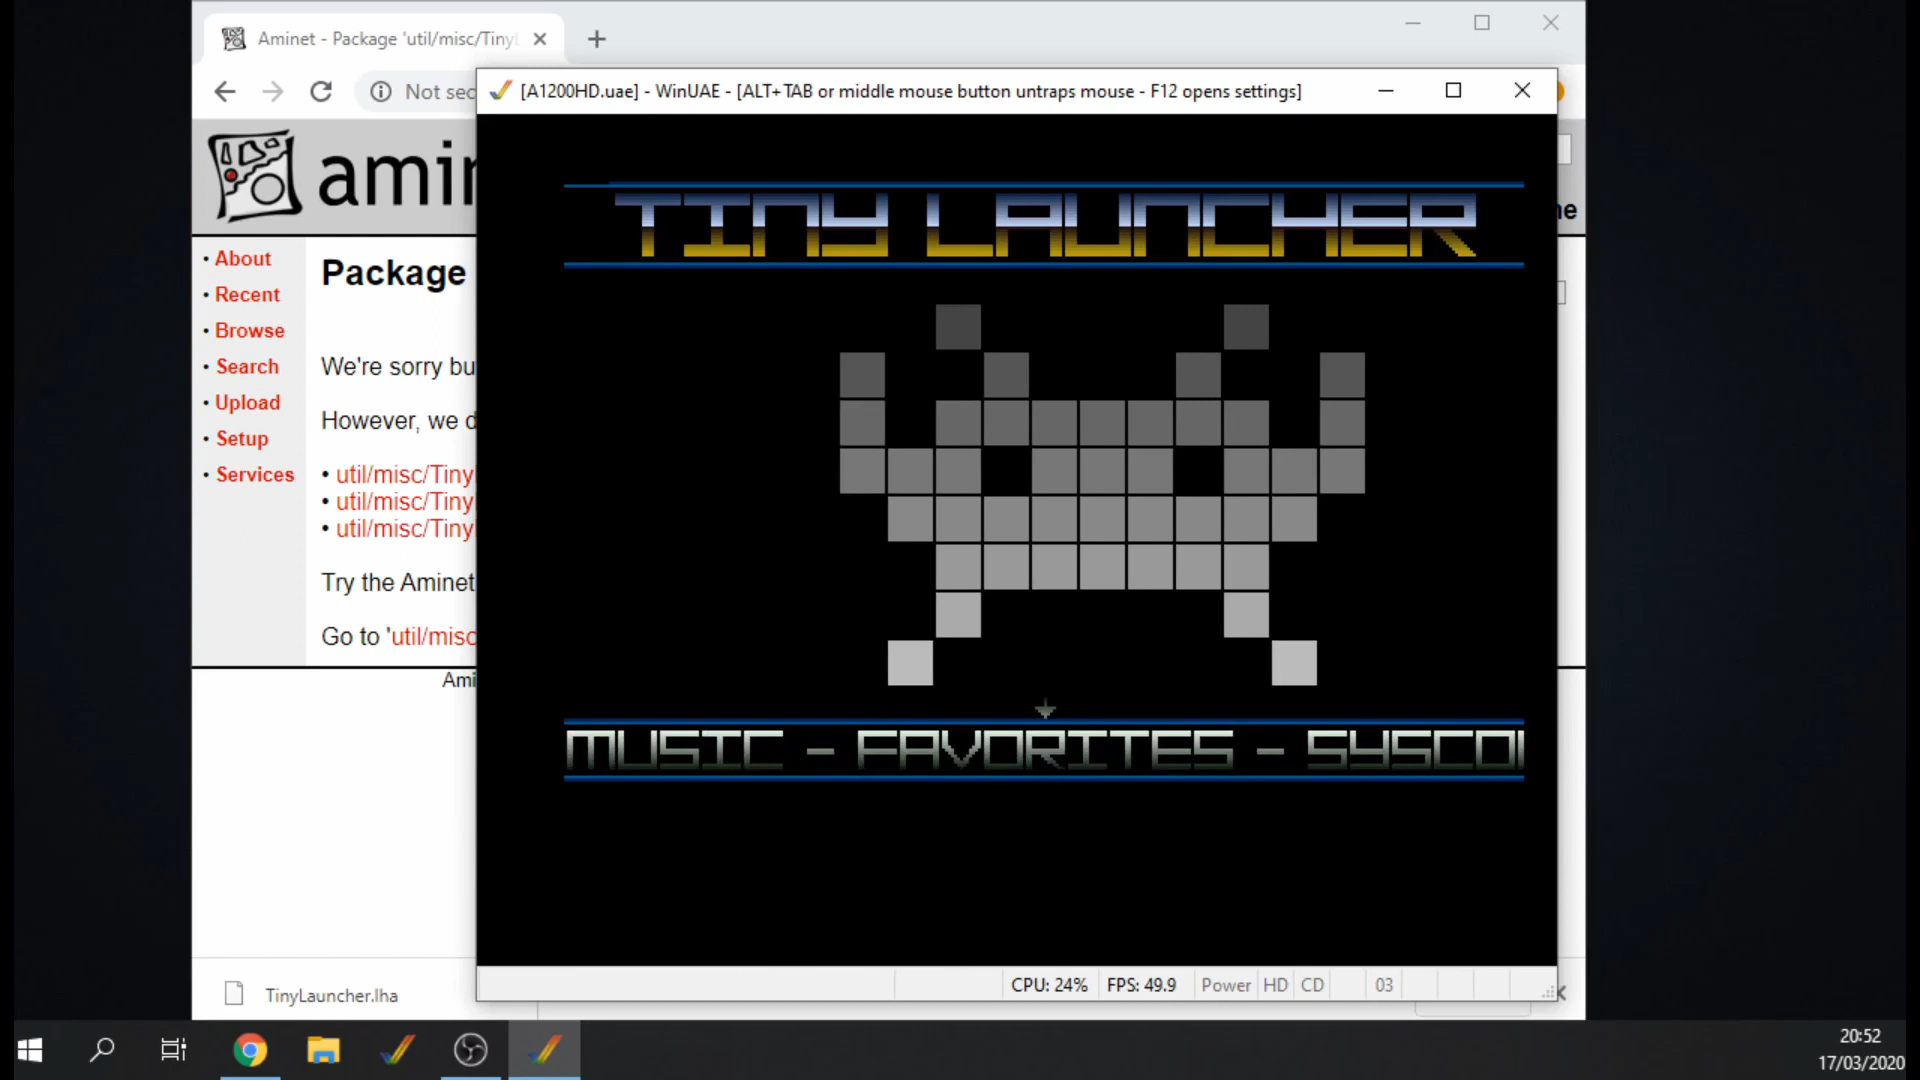 Aminet - Package 'util/misc/Tiny
Not sec
[A1200HD.uae] - WinUAE - [ALT+TAB or middle mouse button untraps mouse - F12 opens settings]
TINY LAUNCHER
• About
• Recent
• Browse
• Search
• Upload
• Setup
• Services
Package
We're sorry bu
However, we d
• util/misc/Tiny
• util/misc/Tiny
• util/misc/Tiny
Try the Aminet
Go to 'util/misc
Ami
MUSIC - FAVORITES - SYSCO
CPU: 24%
FPS: 49.9
Power
HD
CD
03
TinyLauncher.lha
20:52
17/03/2020